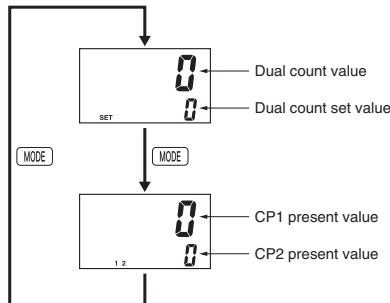 0
Dual count value
SET
0
Dual count set value
MODE
MODE
0
CP1 present value
1 2
0
CP2 present value